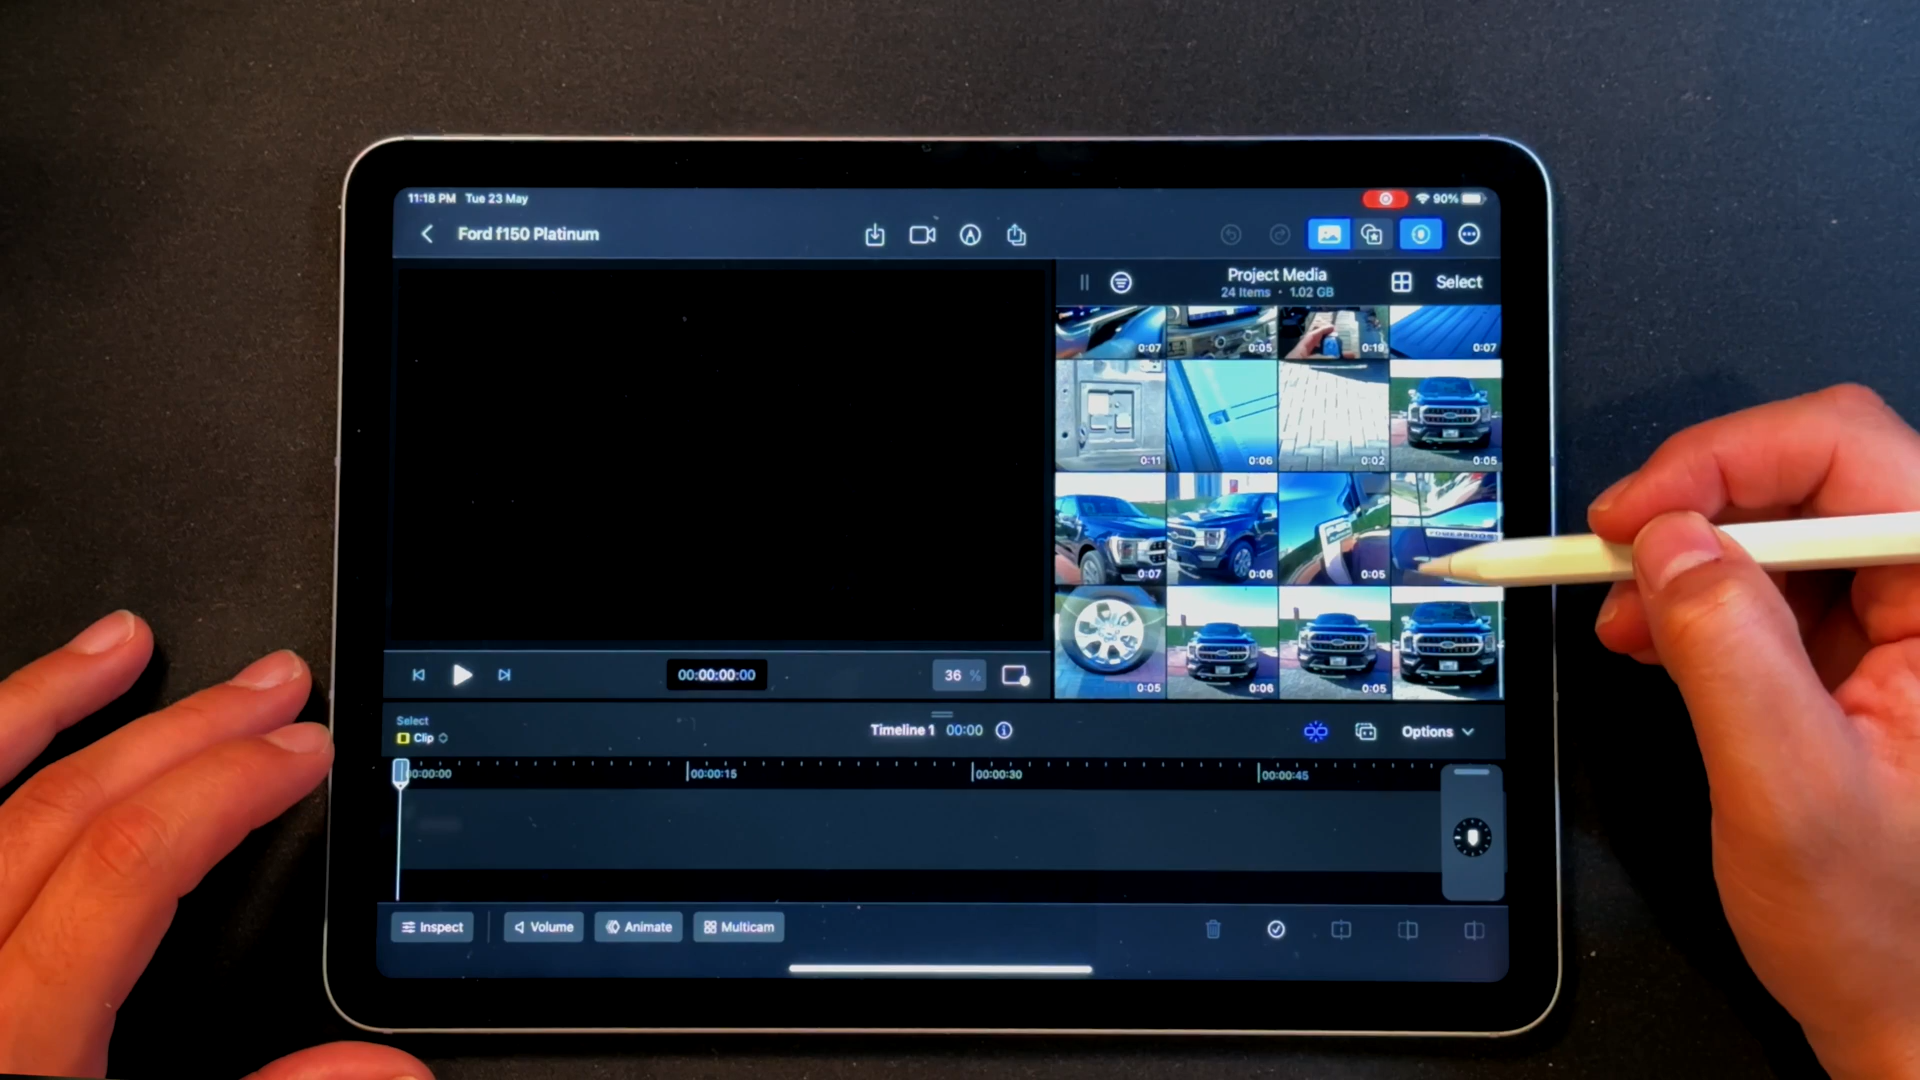 11:18 PM Tue 23 May
90%
Ford f150 Platinum
Project Media
24 Items • 1.02 GB
Select
0:07
0:05
0:19
0:07
0:11
0:06
0:02
0:05
0:07
0:06
0:05
0:05
0:06
0:05
00:00:00:00
36 %
Select
Clip
Timeline 1 00:00
Options
00:00:00
00:00:15
00:00:30
00:00:45
Inspect
Volume
Animate
Multicam